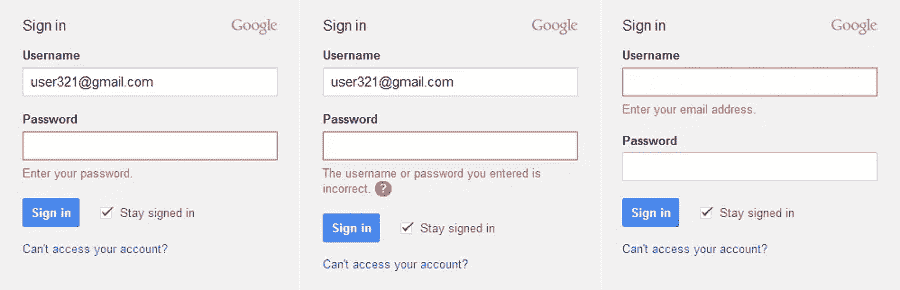 Sign in Google
Username
user321@gmail.com
Password
Enter your password.
Sign in Stay signed in
Can't access your account?
Sign in Google
Username
user321@gmail.com
Password
The username or password you entered is
incorrect. ?
Sign in Stay signed in
Can't access your account?
Sign in Google
Username
Enter your email address.
Password
Sign in Stay signed in
Can't access your account?